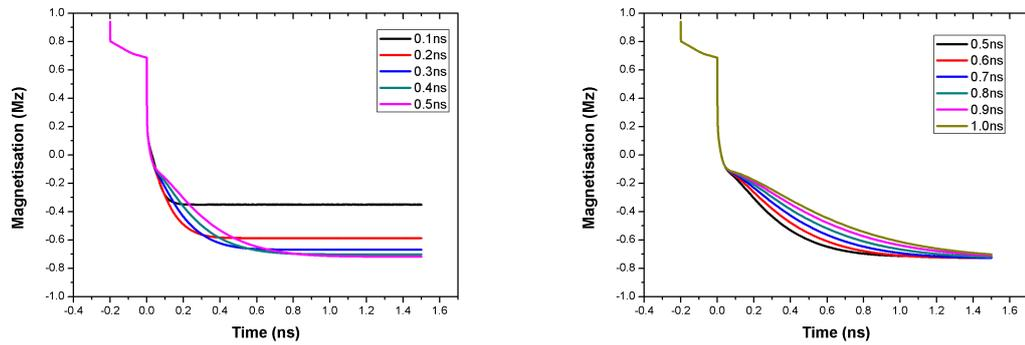 1.0
0.8
0.6
0.4
0.2
0.0
-0.2
-0.4
-0.6
-0.8
-1.0
Magnetisation (Mz)
-0.4 -0.2 0.0 0.2 0.4 0.6 0.8 1.0 1.2 1.4 1.6
Time (ns)
0.1ns
0.2ns
0.3ns
0.4ns
0.5ns
1.0
0.8
0.6
0.4
0.2
0.0
-0.2
-0.4
-0.6
-0.8
-1.0
Magnetisation (Mz)
-0.4 -0.2 0.0 0.2 0.4 0.6 0.8 1.0 1.2 1.4 1.6
Time (ns)
0.5ns
0.6ns
0.7ns
0.8ns
0.9ns
1.0ns